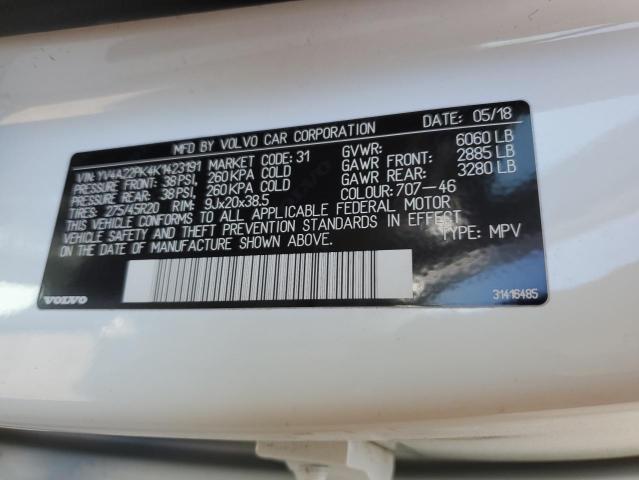 MFD BY VOLVO CAR CORPORATION DATE: 05/18
VIN: YV4A22PK4K1423191 MARKET CODE: 31 GVWR: 6060 LB
PRESSURE FRONT: 38 PSI, 260 KPA COLD GAWR FRONT: 2885 LB
PRESSURE REAR: 38 PSI, 260 KPA COLD GAWR REAR: 3280 LB
TIRES: 275/45R20 RIM: 9Jx20x38.5 COLOUR: 707-46
THIS VEHICLE COMPLIES TO APPLICABLE FEDERAL MOTOR
VEHICLE SAFETY AND THEFT PREVENTION STANDARDS IN EFFECT
ON THE DATE OF MANUFACTURE SHOWN ABOVE. TYPE: MPV
VOLVO 31416485